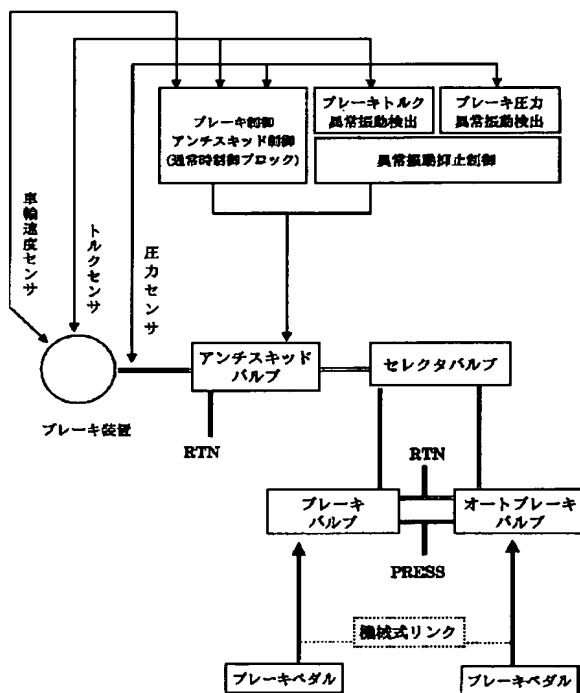 ブレーキ制御
アンチスキッド制御
(通常時制御ブロック)
ブレーキトルク
異常振動検出
ブレーキ圧力
異常振動検出
異常振動抑止制御
車輪速度センサ
トルクセンサ
圧力センサ
アンチスキッド
バルブ
セレクタバルブ
ブレーキ装置
RTN
RTN
ブレーキ
バルブ
オートブレーキ
バルブ
PRESS
機械式リンク
ブレーキペダル
ブレーキペダル